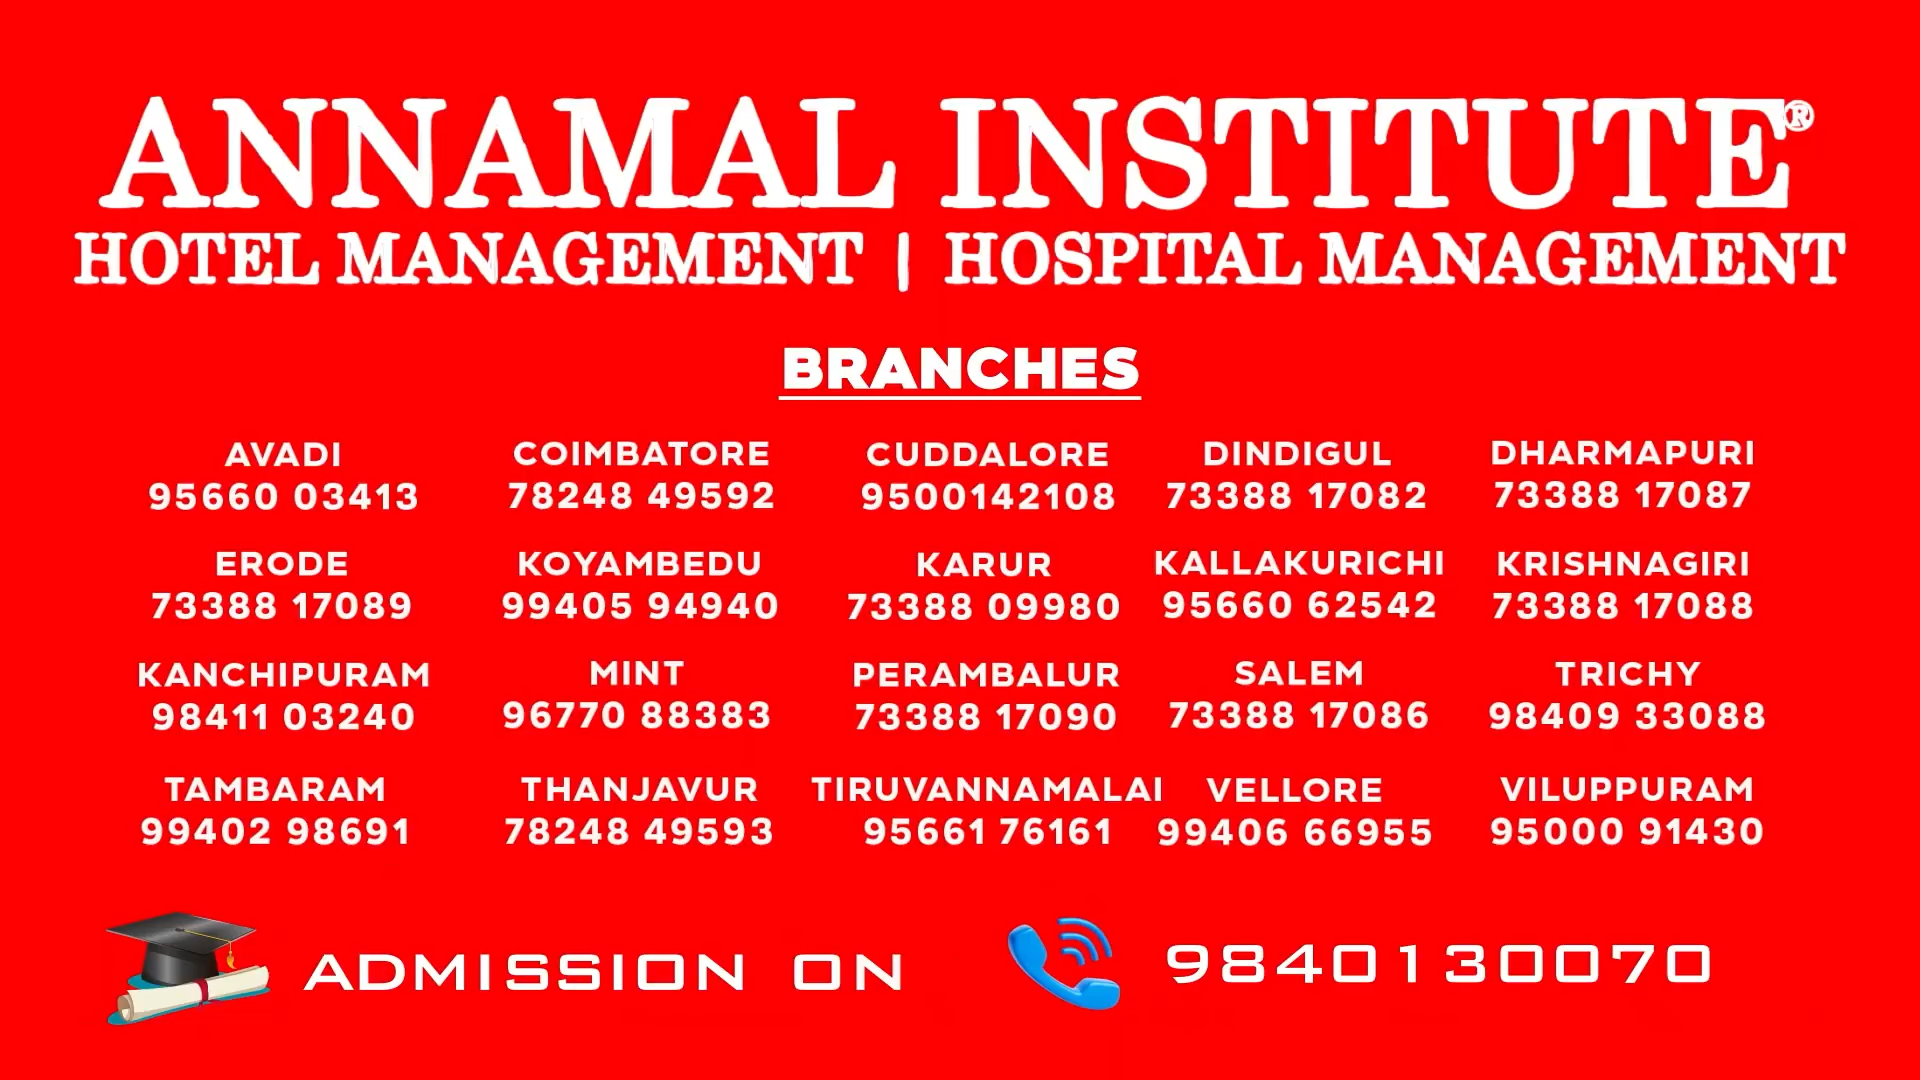 ANNAMAL INSTITUTE®
HOTEL MANAGEMENT | HOSPITAL MANAGEMENT
BRANCHES
AVADI COIMBATORE CUDDALORE DINDIGUL DHARMAPURI
95660 03413 78248 49592 9500142108 73388 17082 73388 17087
ERODE KOYAMBEDU KARUR KALLAKURICHI KRISHNAGIRI
73388 17089 99405 94940 73388 09980 95660 62542 73388 17088
KANCHIPURAM MINT PERAMBALUR SALEM TRICHY
98411 03240 96770 88383 73388 17090 73388 17086 98409 33088
TAMBARAM THANJAVUR TIRUVANNAMALAI VELLORE VILUPPURAM
99402 98691 78248 49593 95661 76161 99406 66955 95000 91430
ADMISSION ON 9840130070